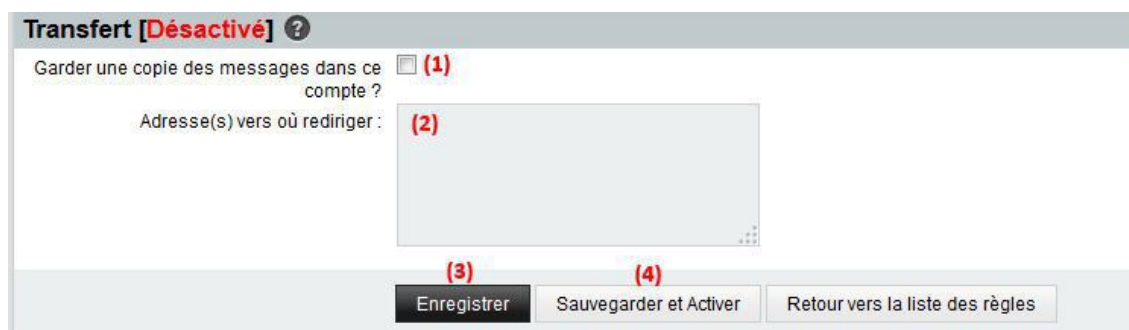 Transfert [Désactivé] ?
Garder une copie des messages dans ce (1)
compte ?
Adresse(s) vers où rediriger : (2)
(3) (4)
Enregistrer Sauvegarder et Activer Retour vers la liste des règles